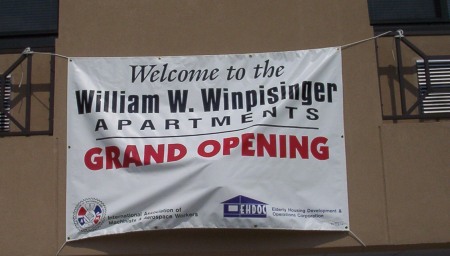 Welcome to the
William W. Winpisinger
APARTMENTS
GRAND OPENING
International Association of
Machinists & Aerospace Workers
EHDOC
Elderly Housing Development &
Operations Corporation